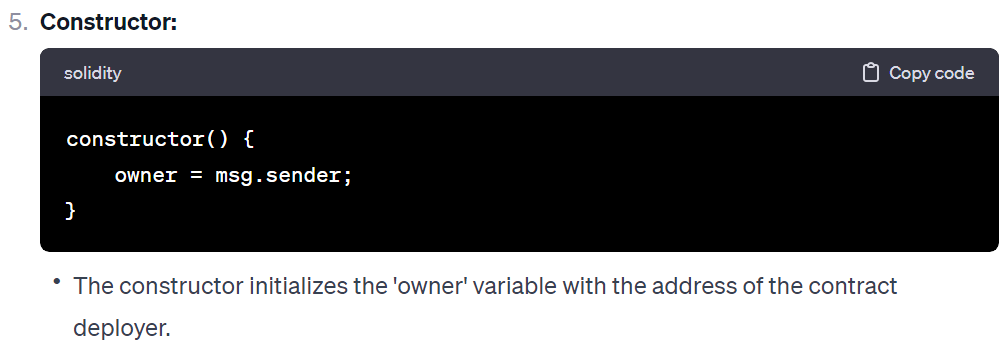 5. Constructor:
solidity Copy code
constructor() {
    owner = msg.sender;
}
• The constructor initializes the 'owner' variable with the address of the contract
deployer.